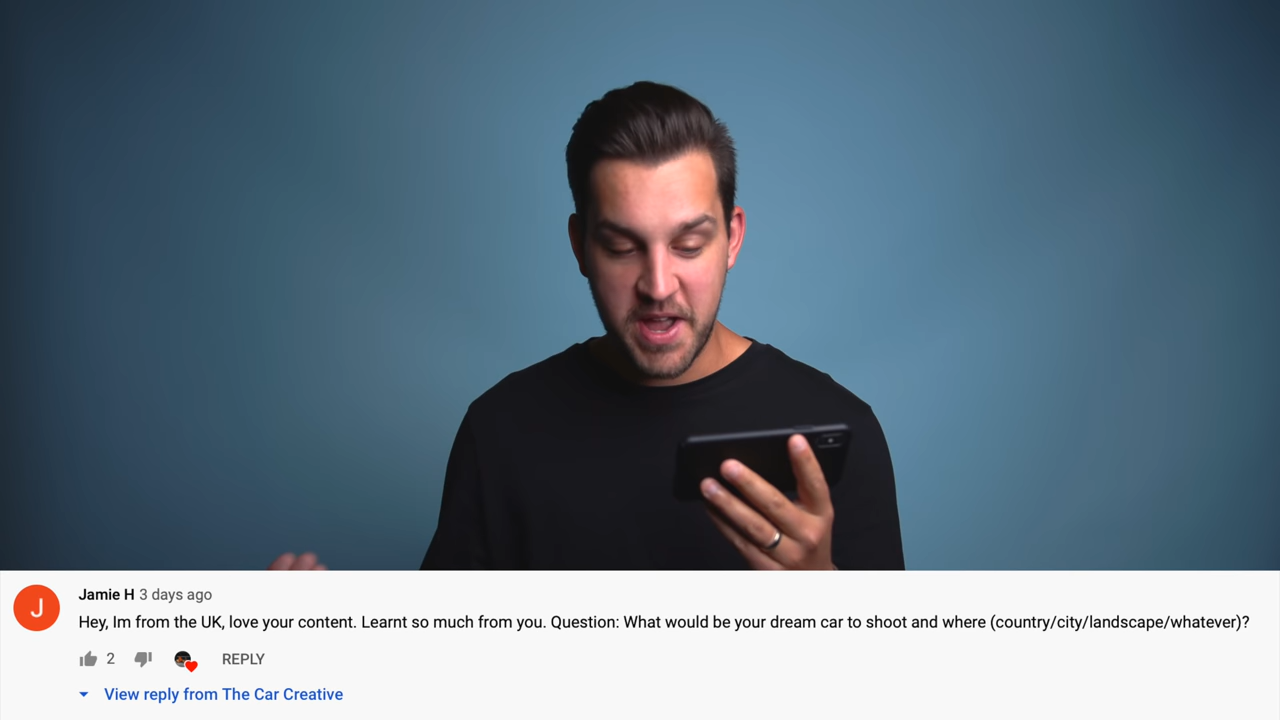 J
Jamie H 3 days ago
Hey, Im from the UK, love your content. Learnt so much from you. Question: What would be your dream car to shoot and where (country/city/landscape/whatever)?
2 REPLY
View reply from The Car Creative